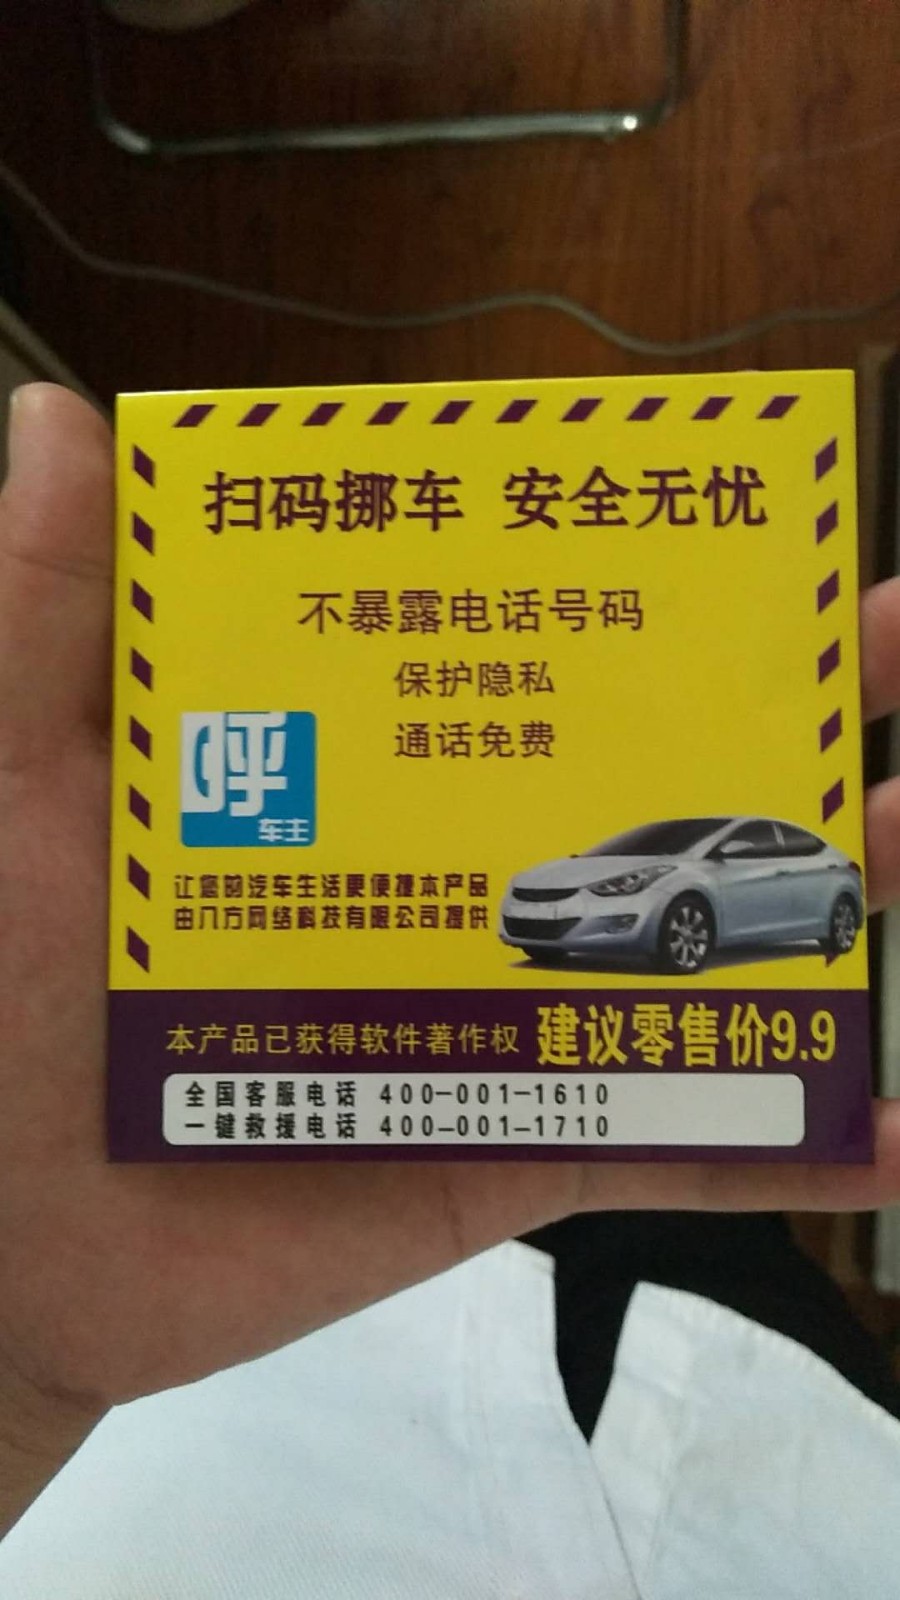 扫码挪车 安全无忧
不暴露电话号码
保护隐私
通话免费
呼
车主
让您的汽车生活更便捷本产品
由八方网络科技有限公司提供
本产品已获得软件著作权 建议零售价9.9
全国客服电话 400-001-1610
一键救援电话 400-001-1710